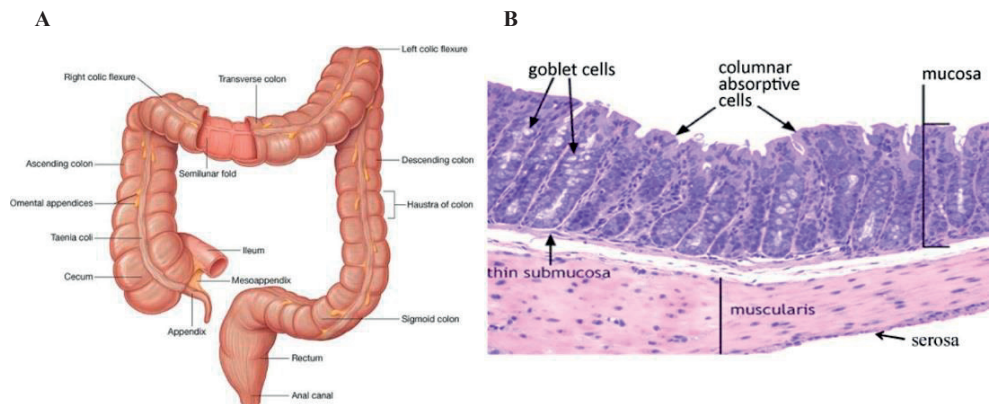 A
Left colic flexure
Right colic flexure
Transverse colon
Ascending colon
Semilunar fold
Descending colon
Omental appendices
Haustra of colon
Taenia coli
Ileum
Cecum
Mesoappendix
Appendix
Sigmoid colon
Rectum
Anal canal
B
goblet cells
columnar
absorptive
cells
mucosa
thin submucosa
muscularis
serosa